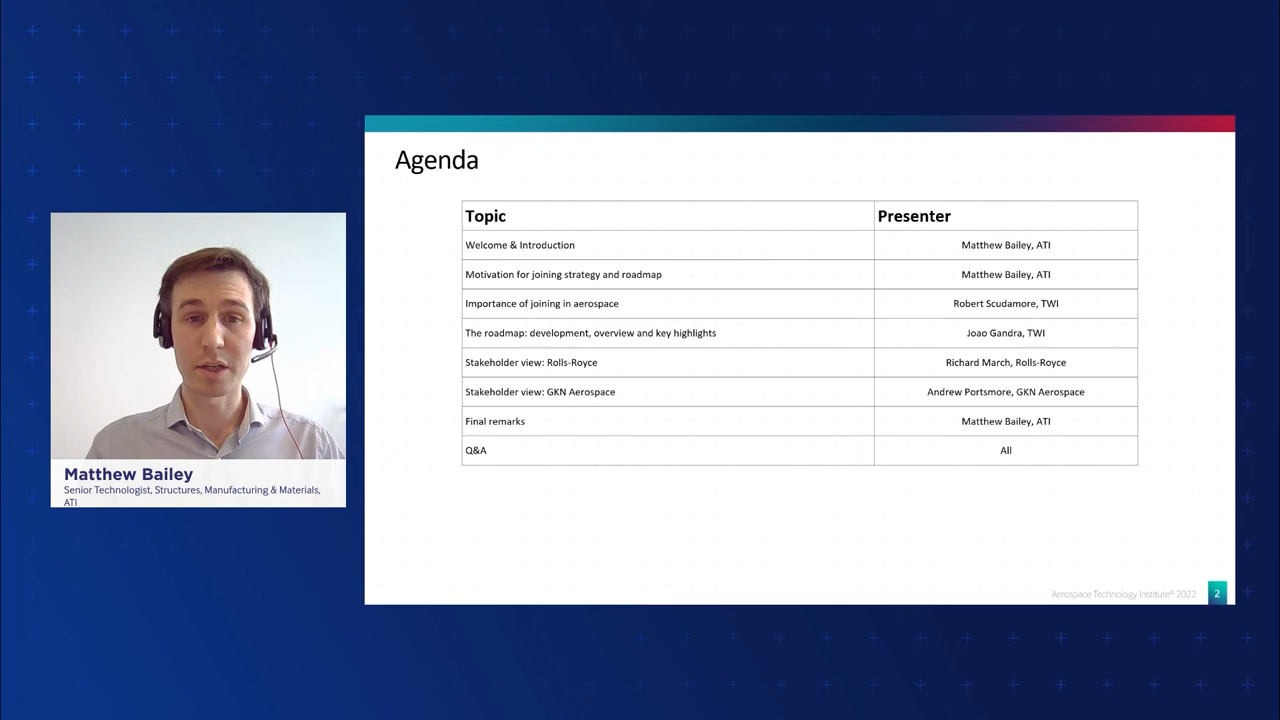 Agenda
Topic Presenter
Welcome & Introduction Matthew Bailey, ATI
Motivation for joining strategy and roadmap Matthew Bailey, ATI
Importance of joining in aerospace Robert Scudamore, TWI
The roadmap: development, overview and key highlights Joao Gandra, TWI
Stakeholder view: Rolls-Royce Richard March, Rolls-Royce
Stakeholder view: GKN Aerospace Andrew Portsmore, GKN Aerospace
Final remarks Matthew Bailey, ATI
Q&A All
Matthew Bailey
Senior Technologist, Structures, Manufacturing & Materials,
ATI
Aerospace Technology Institute® 2022 2